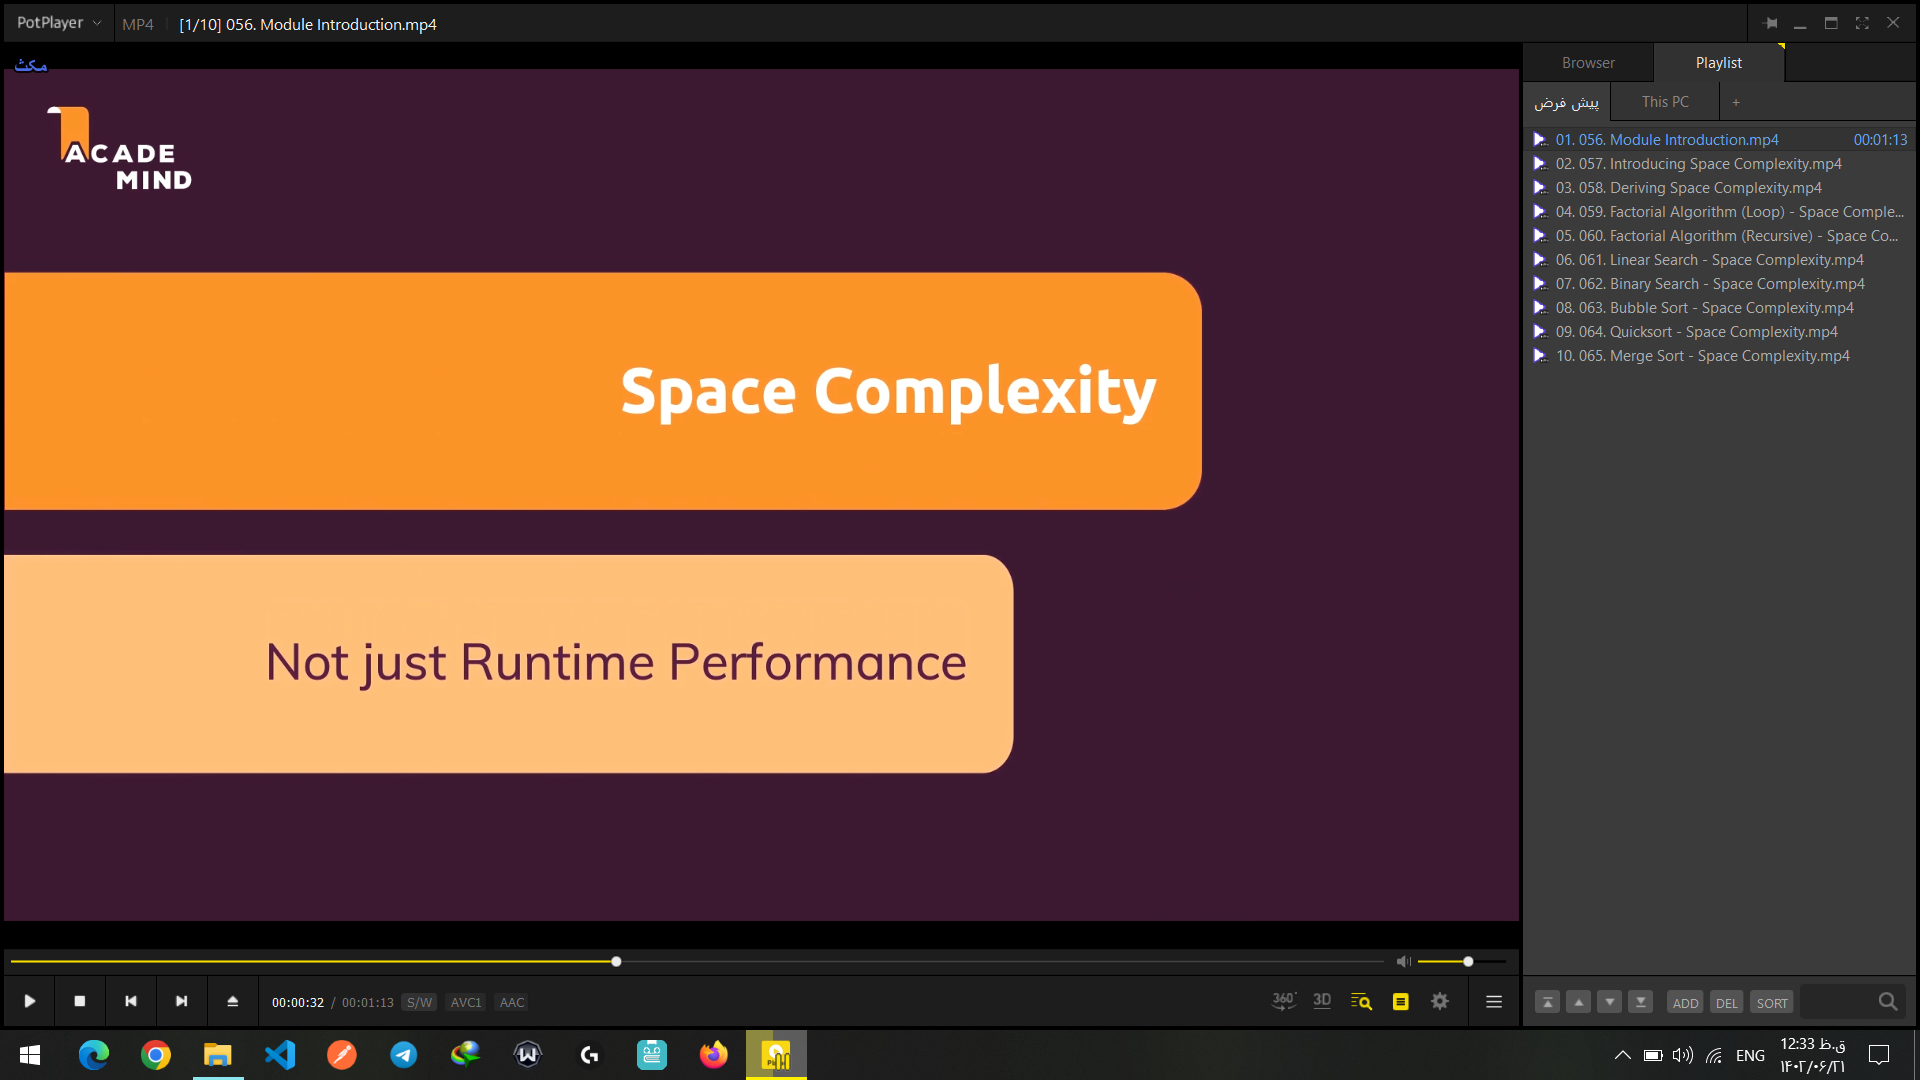 PotPlayer
MP4
[1/10] 056. Module Introduction.mp4
مکث
ACADE
MIND
Space Complexity
Not just Runtime Performance
Browser
Playlist
پیش فرض
This PC
+
01. 056. Module Introduction.mp4 00:01:13
02. 057. Introducing Space Complexity.mp4
03. 058. Deriving Space Complexity.mp4
04. 059. Factorial Algorithm (Loop) - Space Comple...
05. 060. Factorial Algorithm (Recursive) - Space Co...
06. 061. Linear Search - Space Complexity.mp4
07. 062. Binary Search - Space Complexity.mp4
08. 063. Bubble Sort - Space Complexity.mp4
09. 064. Quicksort - Space Complexity.mp4
10. 065. Merge Sort - Space Complexity.mp4
00:00:32 / 00:01:13 S/W AVC1 AAC
360°
3D
ADD DEL SORT
ENG
12:33 ق.ظ
۱۴۰۲/۰۶/۲۱